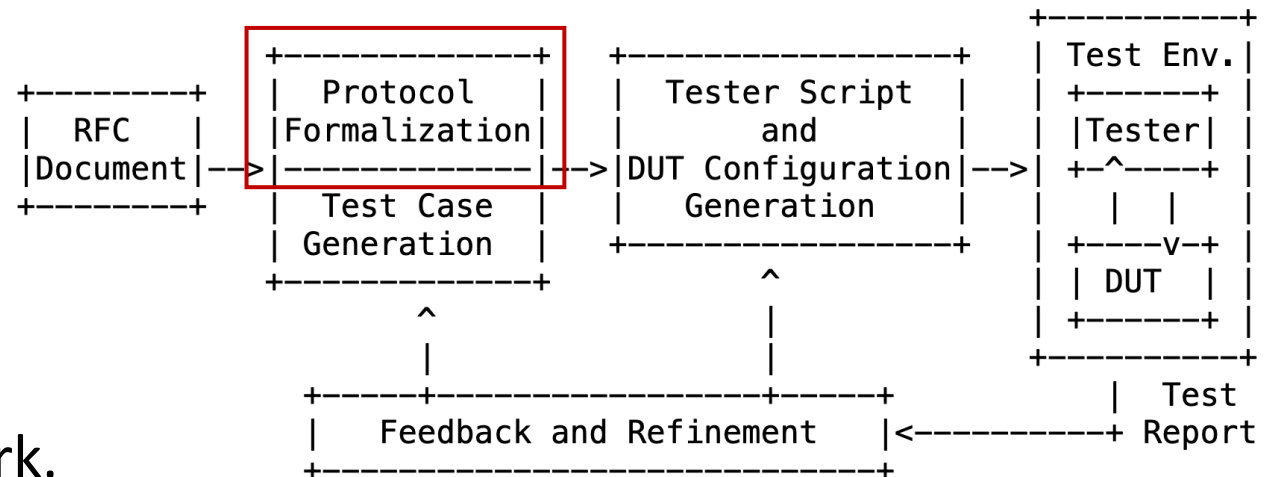 +----------+
+-------------+   +----------------+   | Test Env.|
+--------+   |  Protocol   |   |  Tester Script  |   | +------+ |
|  RFC   |   |Formalization|   |      and       |   | |Tester| |
|Document|-->|-------------|-->|DUT Configuration|-->| +-^----+ |
+--------+   |  Test Case  |   |   Generation   |   |   |  |   |
| Generation  |   +----------------+   | +----v-+ |
+-------------+           ^            | | DUT  | |
^                  |            | +------+ |
|                  |            +----------+
+-----+-----------------+-----+           |  Test
|   Feedback and Refinement   |<----------+ Report
rk.
+-----------------------------+